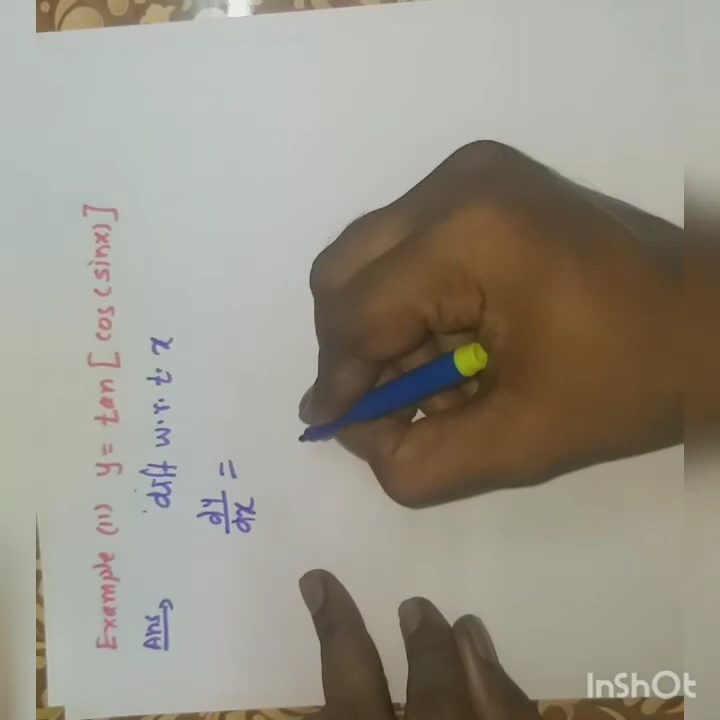 Example (11) y = tan [ cos (sinx) ]
Ans, diff w.r.t. x
dy/dx =
InShOt